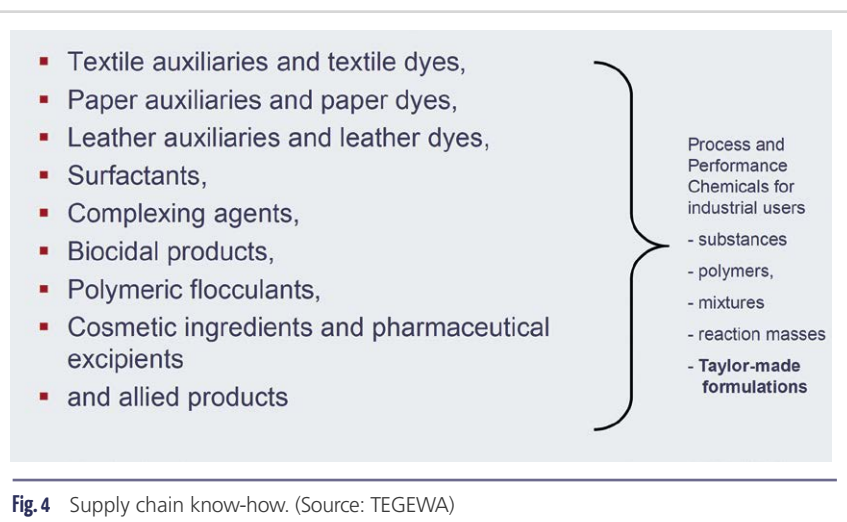 ▪ Textile auxiliaries and textile dyes,
▪ Paper auxiliaries and paper dyes,
▪ Leather auxiliaries and leather dyes,
▪ Surfactants,
▪ Complexing agents,
▪ Biocidal products,
▪ Polymeric flocculants,
▪ Cosmetic ingredients and pharmaceutical
excipients
▪ and allied products
Process and
Performance
Chemicals for
industrial users
- substances
- polymers,
- mixtures
- reaction masses
- Taylor-made
formulations
Fig. 4 Supply chain know-how. (Source: TEGEWA)